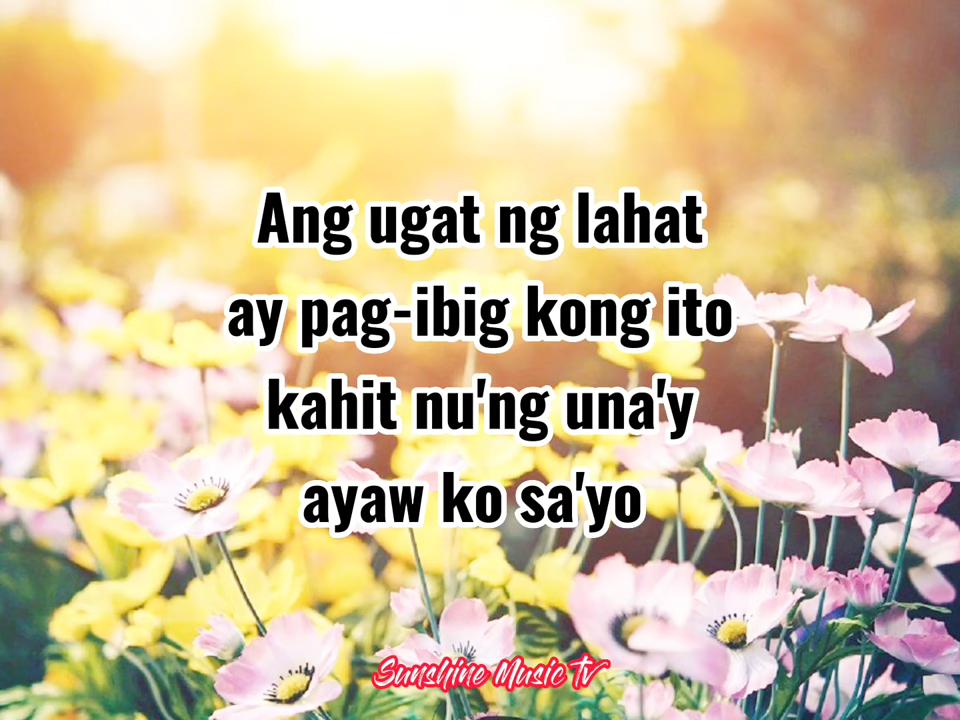 Ang ugat ng lahat
ay pag-ibig kong ito
kahit nu'ng una'y
ayaw ko sa'yo
Sunshine Music Tv